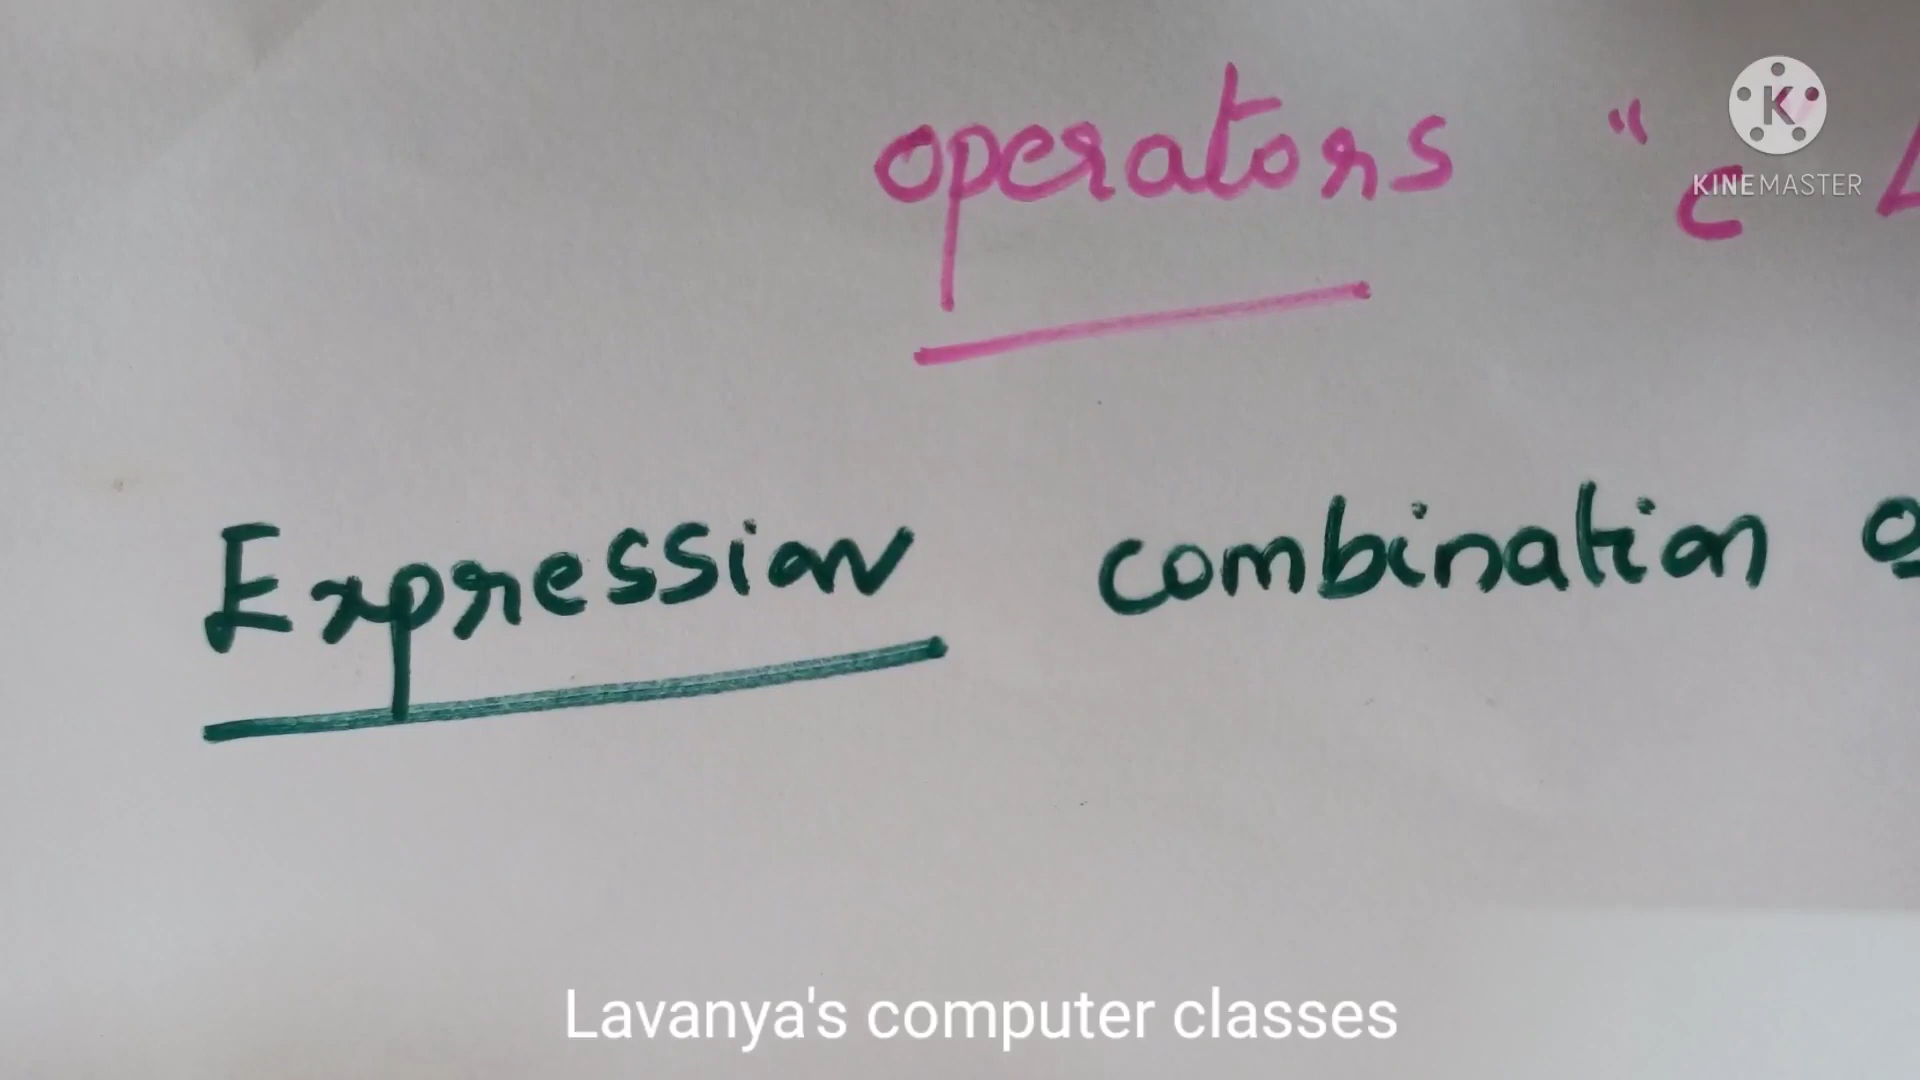 operators "c
KINEMASTER
Expression combination
Lavanya's computer classes